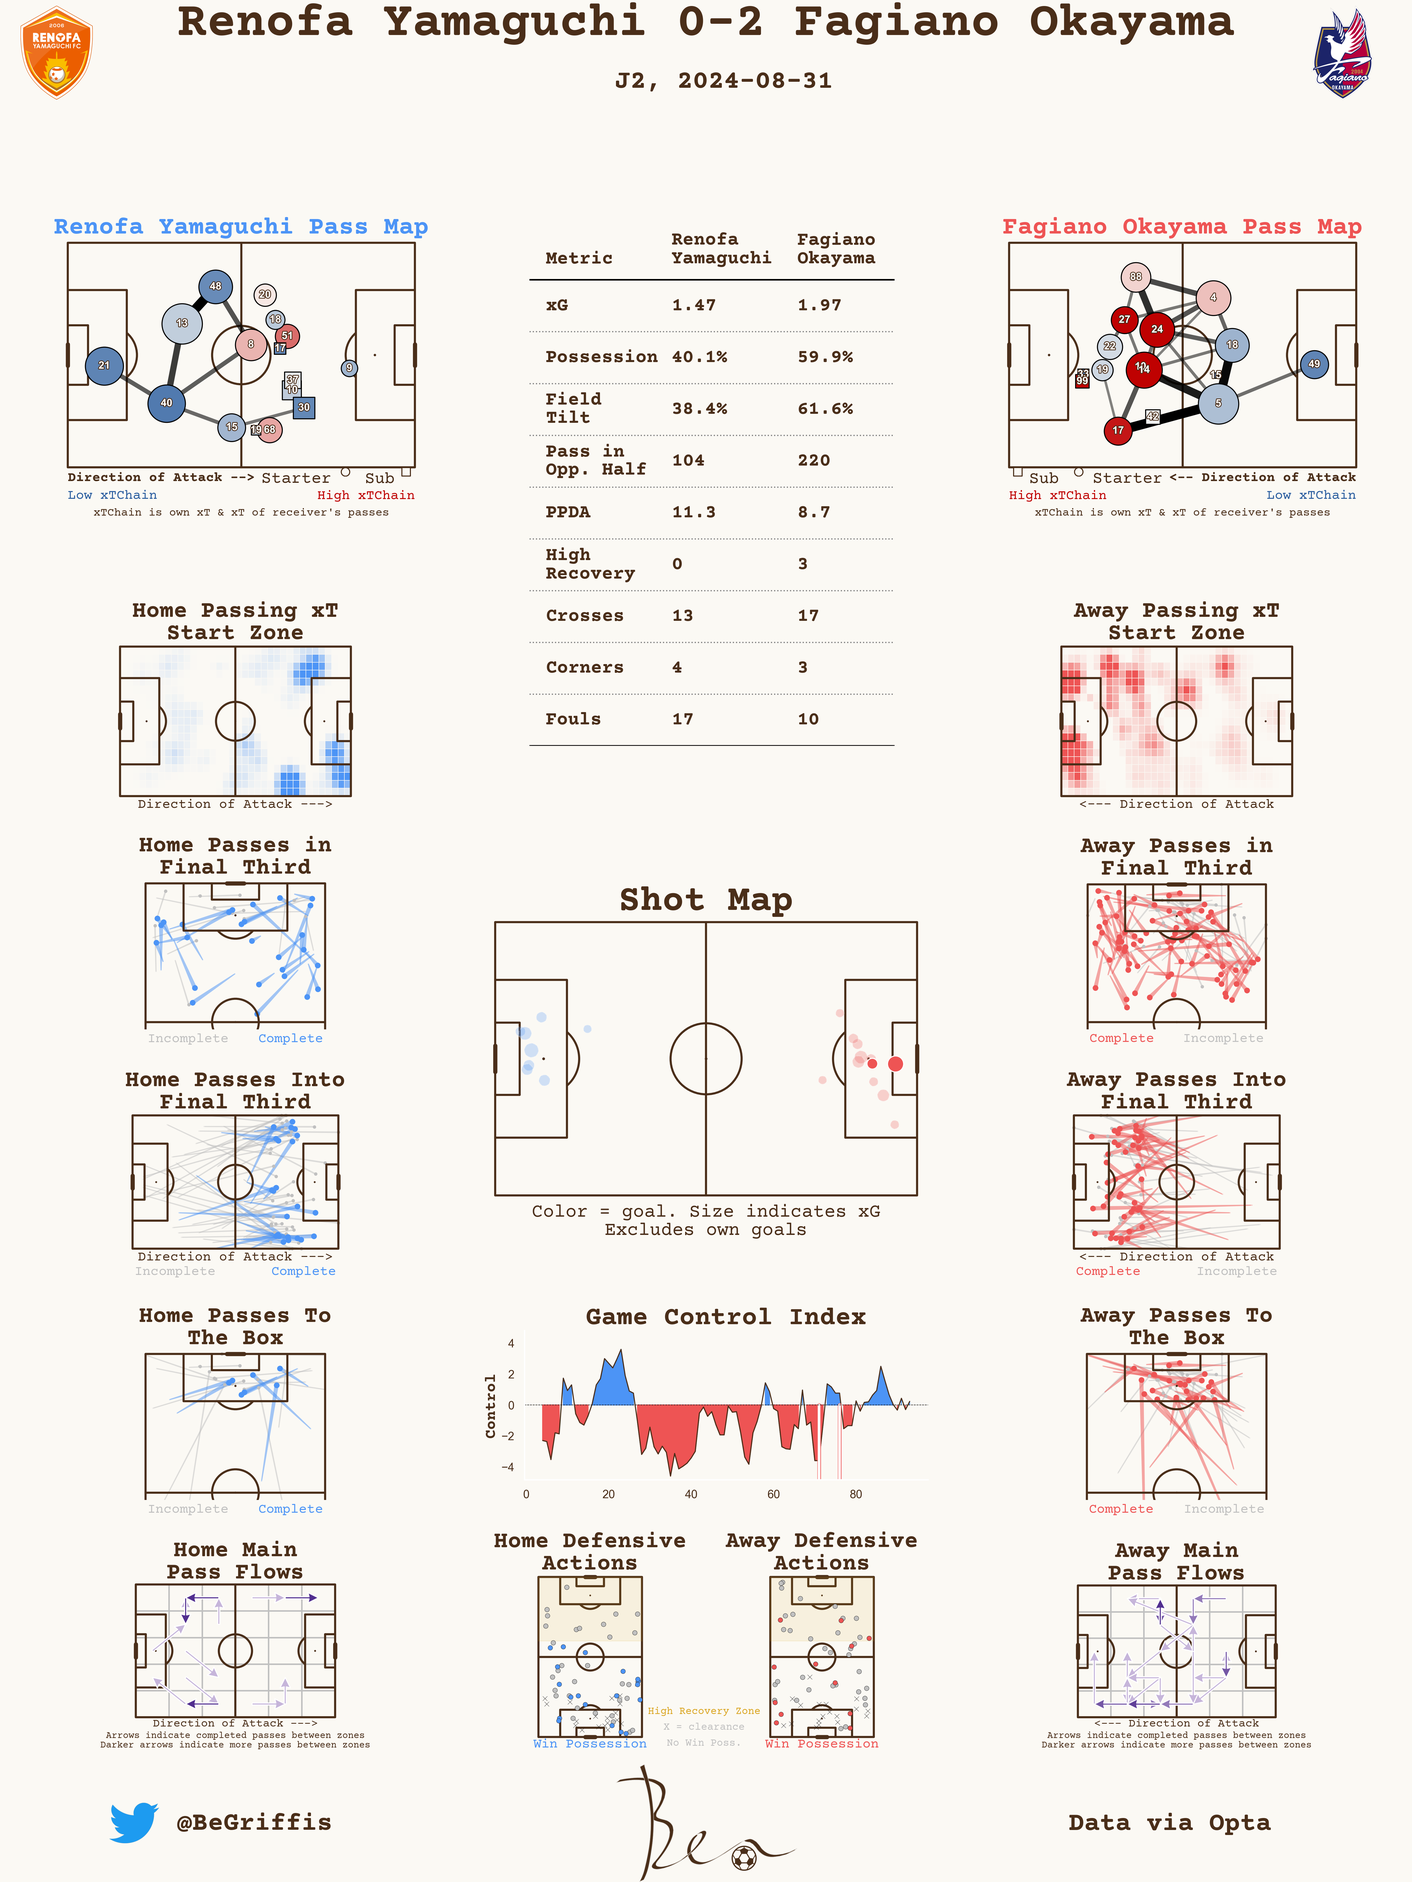 Renofa Yamaguchi 0-2 Fagiano Okayama
J2, 2024-08-31
2006
RENOFA
YAMAGUCHI FC
Fagiano
OKAYAMA
Renofa Yamaguchi Pass Map
48
20
13
18
51
8
17
21
9
37
10
40
30
15
19
68
Direction of Attack --> Starter Sub
Low xTChain High xTChain
xTChain is own xT & xT of receiver's passes
Metric Renofa Yamaguchi Fagiano Okayama
xG 1.47 1.97
Possession 40.1% 59.9%
Field Tilt 38.4% 61.6%
Pass in Opp. Half 104 220
PPDA 11.3 8.7
High Recovery 0 3
Crosses 13 17
Corners 4 3
Fouls 17 10
Fagiano Okayama Pass Map
88
4
27
24
22
18
19
14
15
49
99
5
42
17
Sub Starter <-- Direction of Attack
High xTChain Low xTChain
xTChain is own xT & xT of receiver's passes
Home Passing xT
Start Zone
Direction of Attack --->
Away Passing xT
Start Zone
<--- Direction of Attack
Home Passes in
Final Third
Incomplete Complete
Away Passes in
Final Third
Complete Incomplete
Shot Map
Color = goal. Size indicates xG
Excludes own goals
Home Passes Into
Final Third
Direction of Attack --->
Incomplete Complete
Away Passes Into
Final Third
<--- Direction of Attack
Complete Incomplete
Home Passes To
The Box
Incomplete Complete
Game Control Index
Control
4
2
0
−2
−4
0 20 40 60 80
Away Passes To
The Box
Complete Incomplete
Home Main
Pass Flows
Direction of Attack --->
Arrows indicate completed passes between zones
Darker arrows indicate more passes between zones
Home Defensive
Actions
Win Possession
High Recovery Zone
X = clearance
No Win Poss.
Away Defensive
Actions
Win Possession
Away Main
Pass Flows
<--- Direction of Attack
Arrows indicate completed passes between zones
Darker arrows indicate more passes between zones
@BeGriffis
Ben
Data via Opta